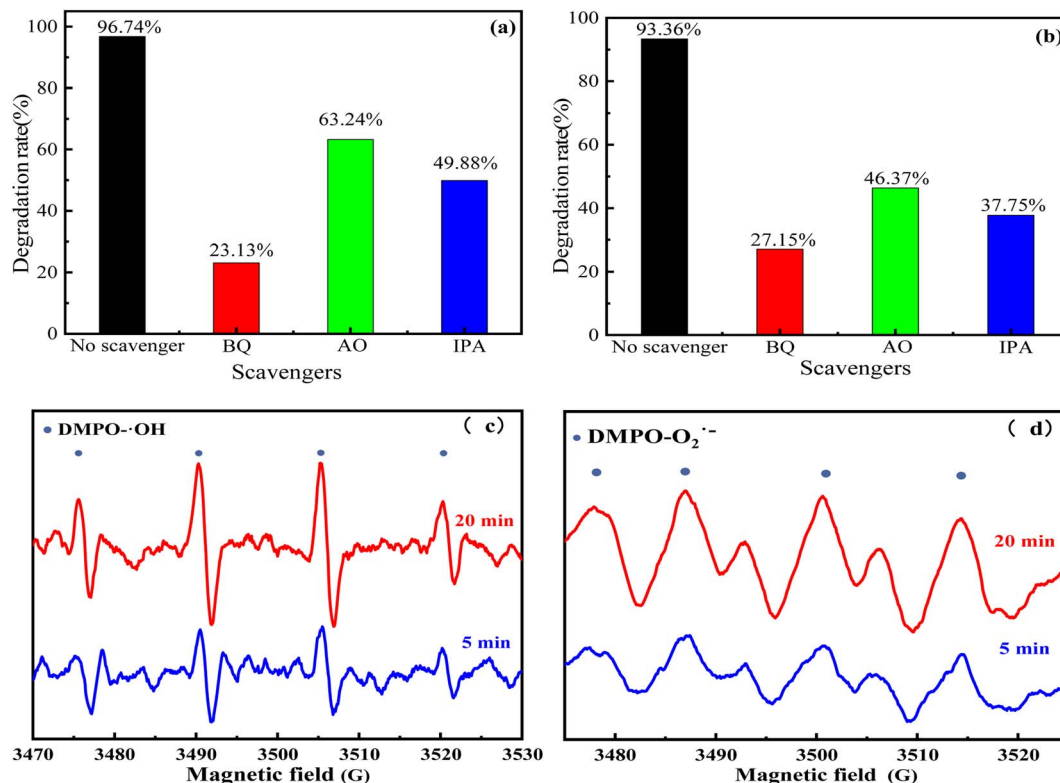 (a)
96.74%
63.24%
49.88%
23.13%
100
80
60
40
20
0
Degradation rate(%)
No scavenger BQ AO IPA
Scavengers
(b)
93.36%
46.37%
37.75%
27.15%
100
80
60
40
20
0
Degradation rate(%)
No scavenger BQ AO IPA
Scavengers
( c)
DMPO-·OH
20 min
5 min
3470 3480 3490 3500 3510 3520 3530
Magnetic field (G)
( d)
DMPO-O₂·⁻
20 min
5 min
3480 3490 3500 3510 3520
Magnetic field (G)